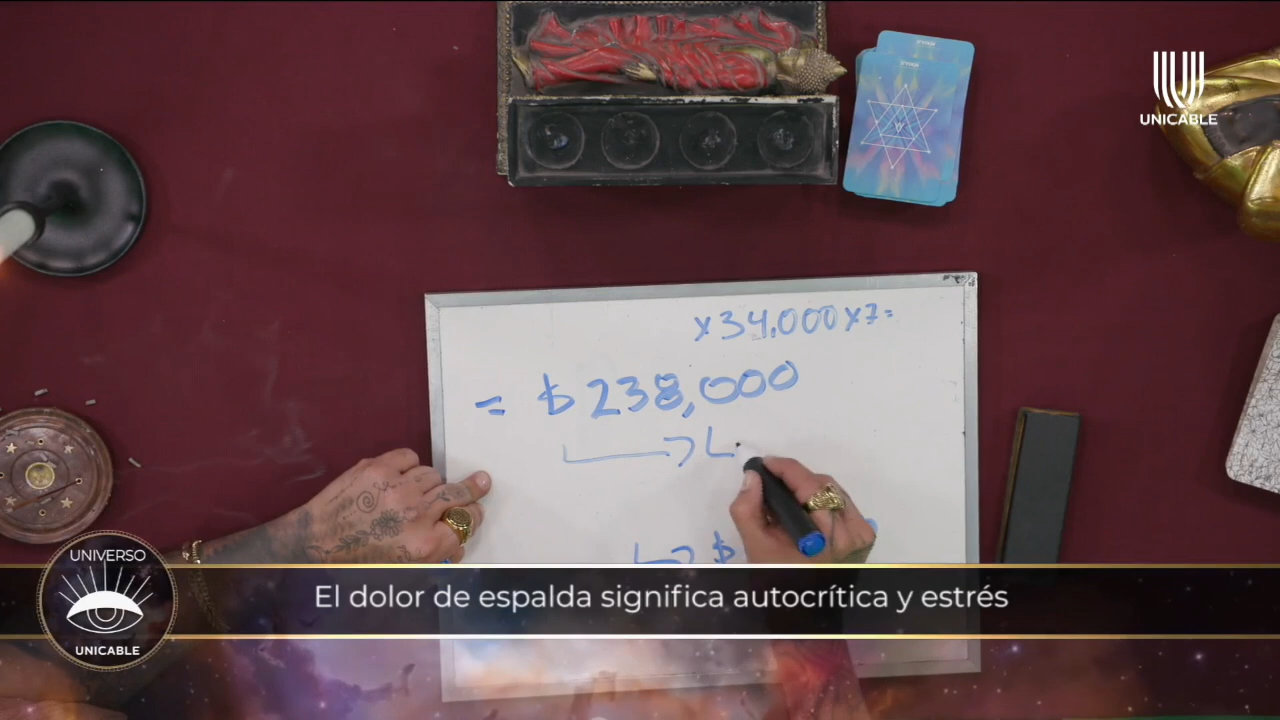 UNICABLE
x34,000x7=
= $238,000
L
$
UNIVERSO
El dolor de espalda significa autocrítica y estrés
UNICABLE